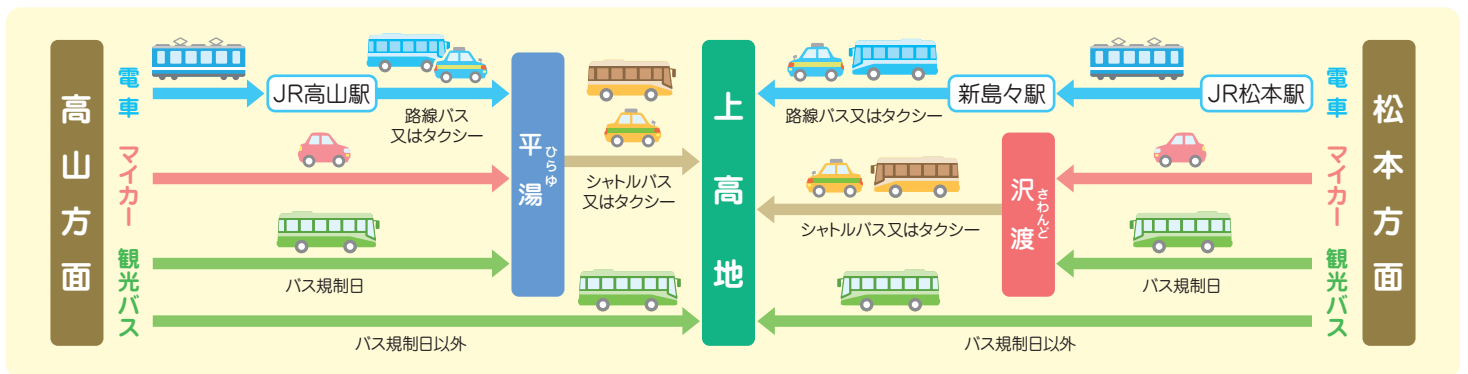 高山方面
電車
JR高山駅
路線バス
又はタクシー
マイカー
観光バス
バス規制日
バス規制日以外
平湯
ひらゆ
シャトルバス
又はタクシー
上高地
路線バス又はタクシー
新島々駅
JR松本駅
シャトルバス又はタクシー
沢渡
さわんど
バス規制日
バス規制日以外
電車
マイカー
観光バス
松本方面